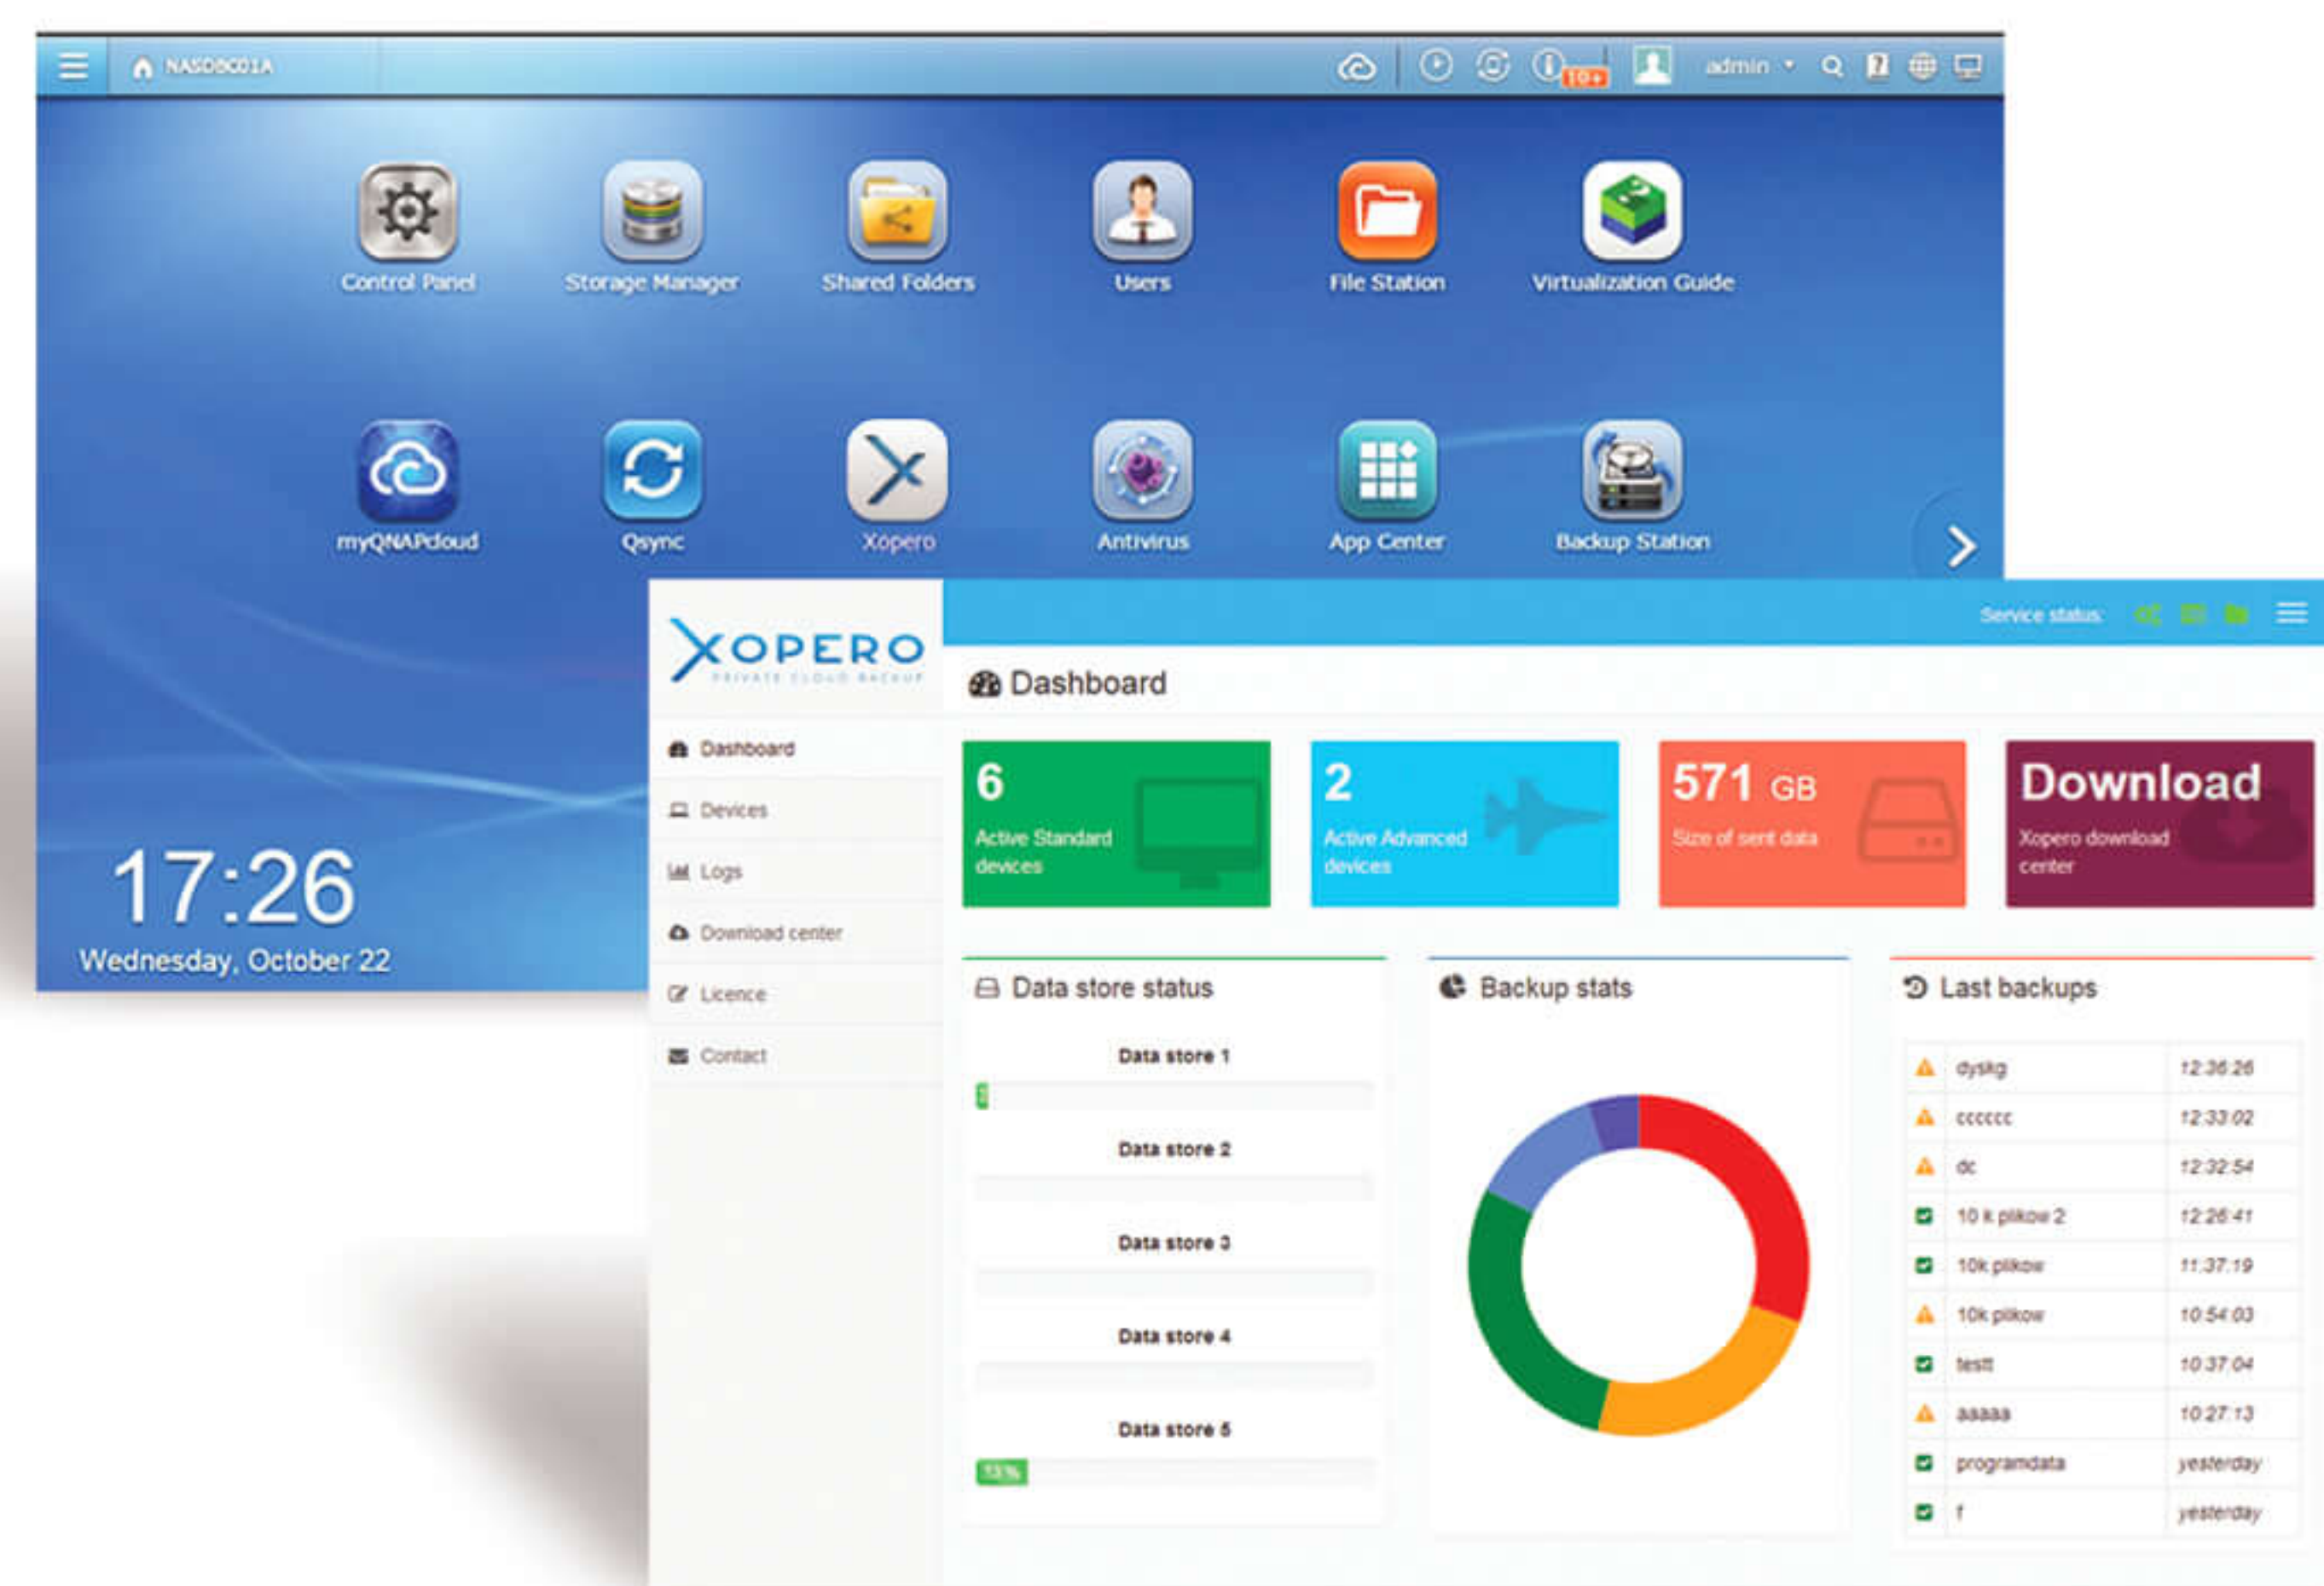 NASD8C01A
10+
admin
Control Panel
Storage Manager
Shared Folders
Users
File Station
Virtualization Guide
myQNAPcloud
Qsync
Xopero
Antivirus
App Center
Backup Station
17:26
Wednesday, October 22
XOPERO
PRIVATE CLOUD BACKUP
Service status:
Dashboard
Dashboard
Devices
Logs
Download center
Licence
Contact
6
Active Standard
devices
2
Active Advanced
devices
571 GB
Size of sent data
Download
Xopero download
center
Data store status
Data store 1
Data store 2
Data store 3
Data store 4
Data store 5
13%
Backup stats
Last backups
dyskg 12:36:26
cccccc 12:33:02
dc 12:32:54
10 k plikow 2 12:26:41
10k plikow 11:37:19
10k plikow 10:54:03
testt 10:37:04
aaaaa 10:27:13
programdata yesterday
f yesterday